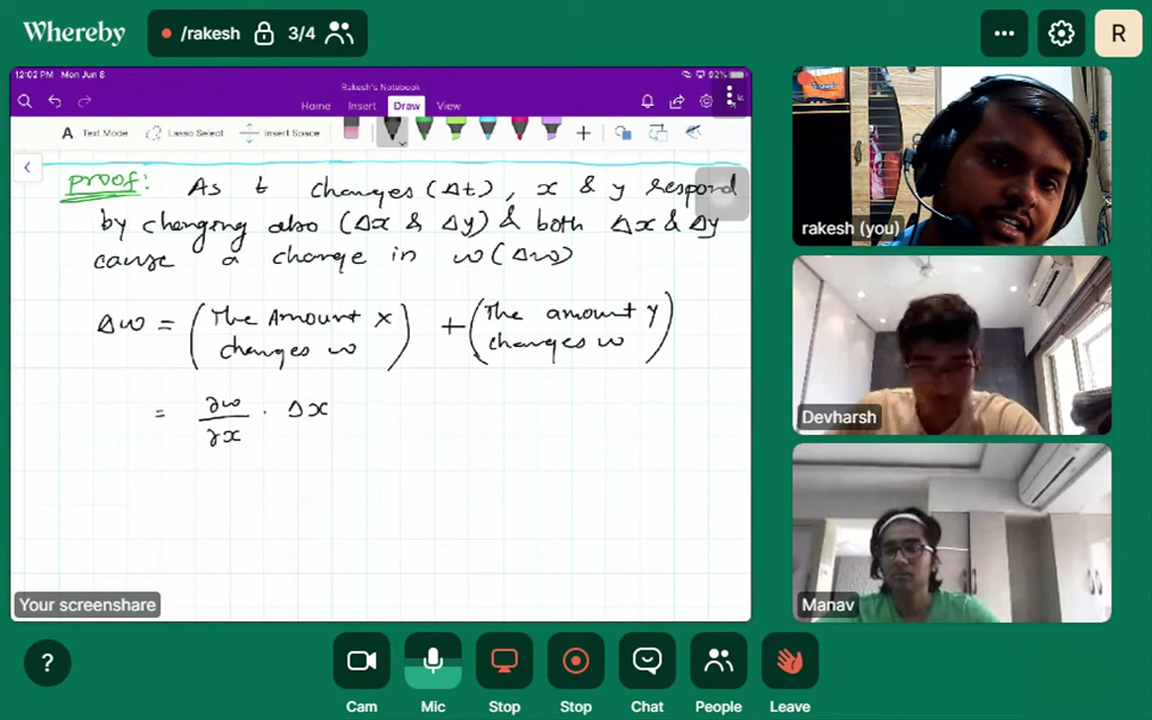 Whereby
/rakesh 3/4
R
12:02 PM Mon Jun 8
92%
Rakesh's Notebook
Home Insert Draw View
A Text Mode Lasso Select Insert Space
proof: As t changes (Δt), x & y respond
by changing also (Δx & Δy) & both Δx & Δy
cause a change in w (Δw)
Δw = (The Amount x changes w) + (The amount y changes w)
= ∂w/∂x · Δx
Your screenshare
rakesh (you)
Devharsh
Manav
?
Cam Mic Stop Stop Chat People Leave